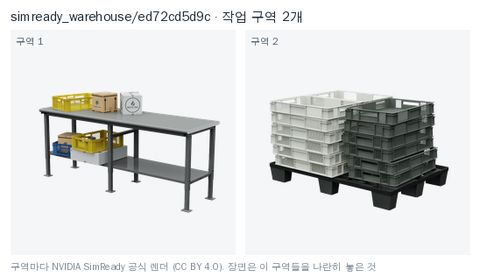 simready_warehouse/ed72cd5d9c · 작업 구역 2개
구역 1
구역 2
구역마다 NVIDIA SimReady 공식 렌더 (CC BY 4.0). 장면은 이 구역들을 나란히 놓은 것